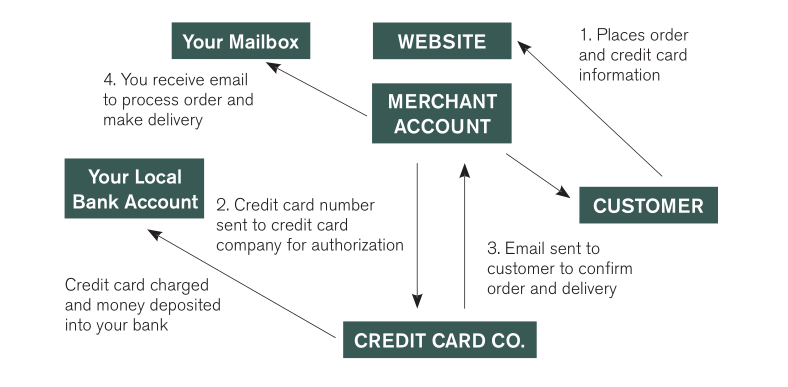 Your Mailbox
WEBSITE
1. Places order
and credit card
information
4. You receive email
to process order and
make delivery
MERCHANT
ACCOUNT
Your Local
Bank Account
2. Credit card number
sent to credit card
company for authorization
CUSTOMER
3. Email sent to
customer to confirm
order and delivery
Credit card charged
and money deposited
into your bank
CREDIT CARD CO.